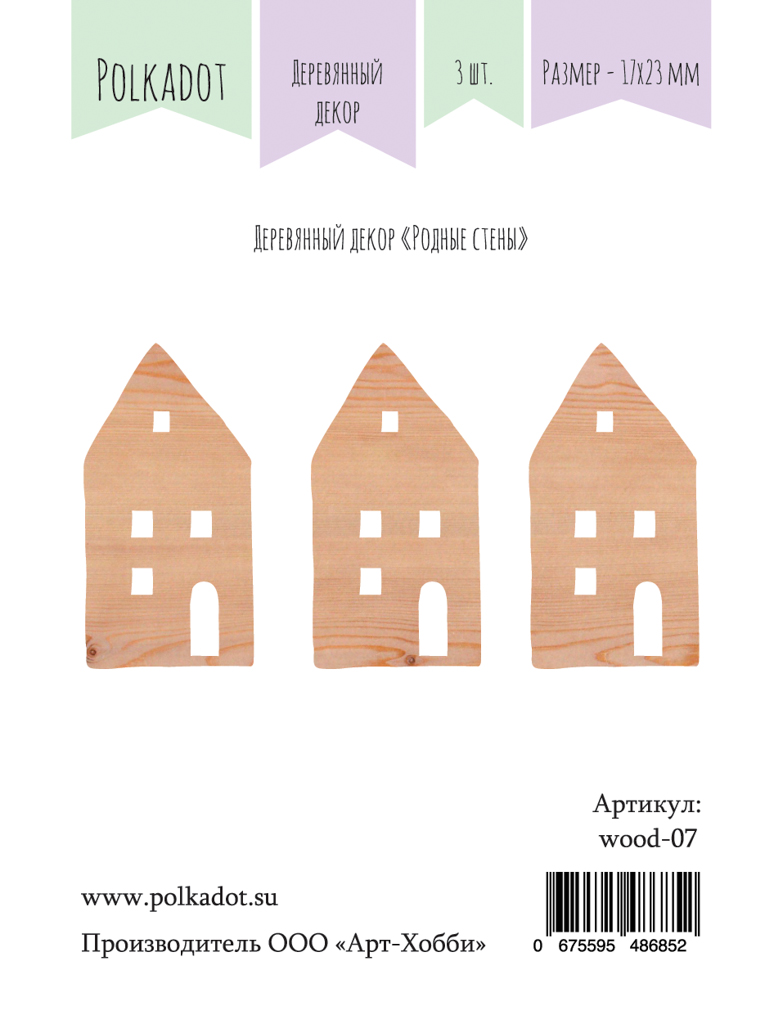 Polkadot
Деревянный
декор
3 шт.
Размер - 17х23 мм
Деревянный декор «Родные стены»
Артикул:
wood-07
www.polkadot.su
Производитель ООО «Арт-Хобби»
0 675595 486852